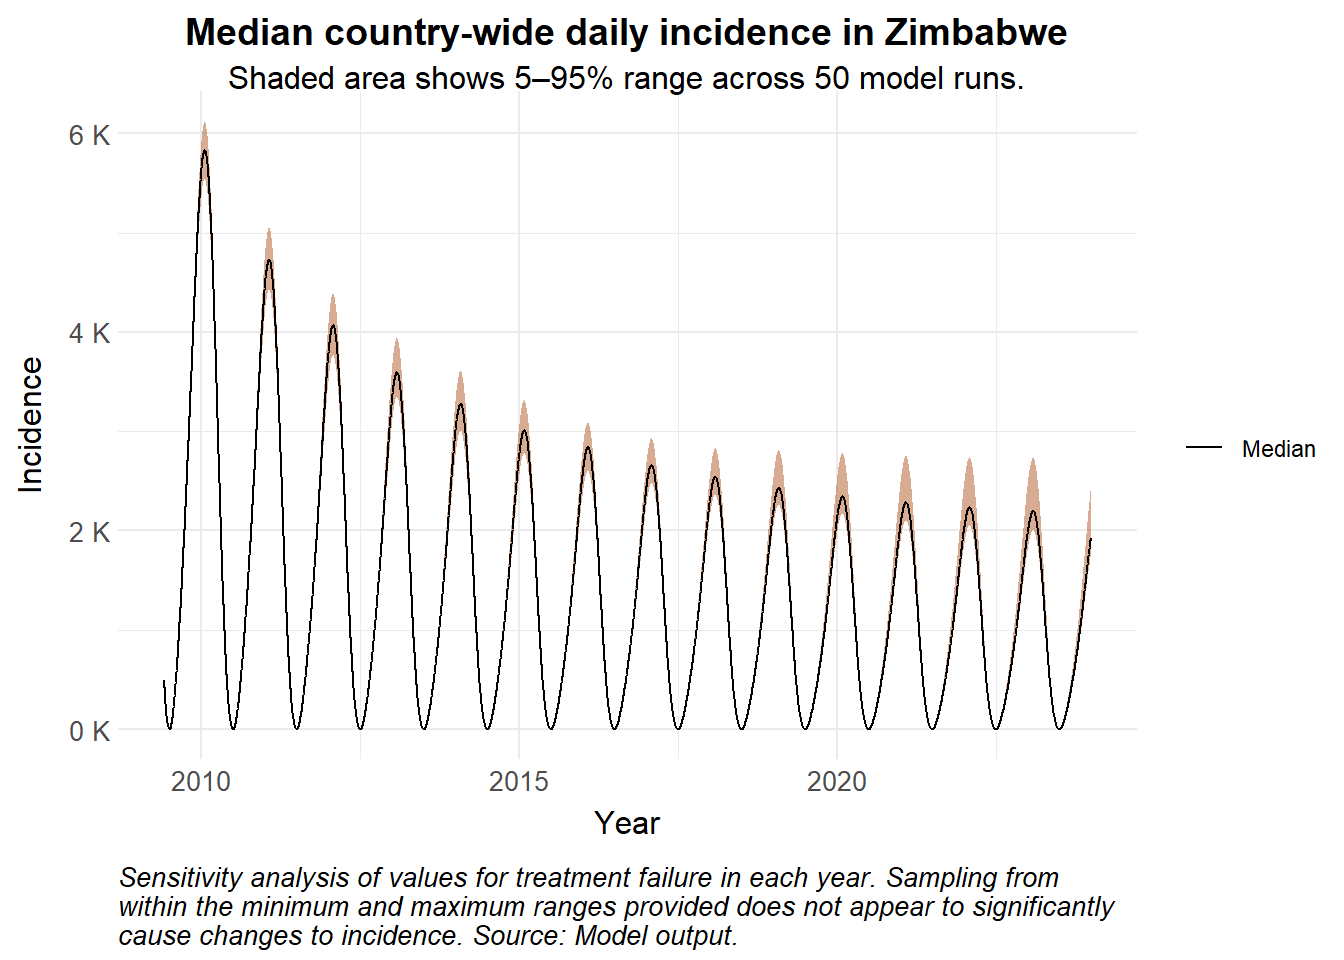 Median country-wide daily incidence in Zimbabwe
Shaded area shows 5–95% range across 50 model runs.
6 K
4 K
2 K
0 K
Incidence
2010
2015
2020
Year
Median
Sensitivity analysis of values for treatment failure in each year. Sampling from
within the minimum and maximum ranges provided does not appear to significantly
cause changes to incidence. Source: Model output.